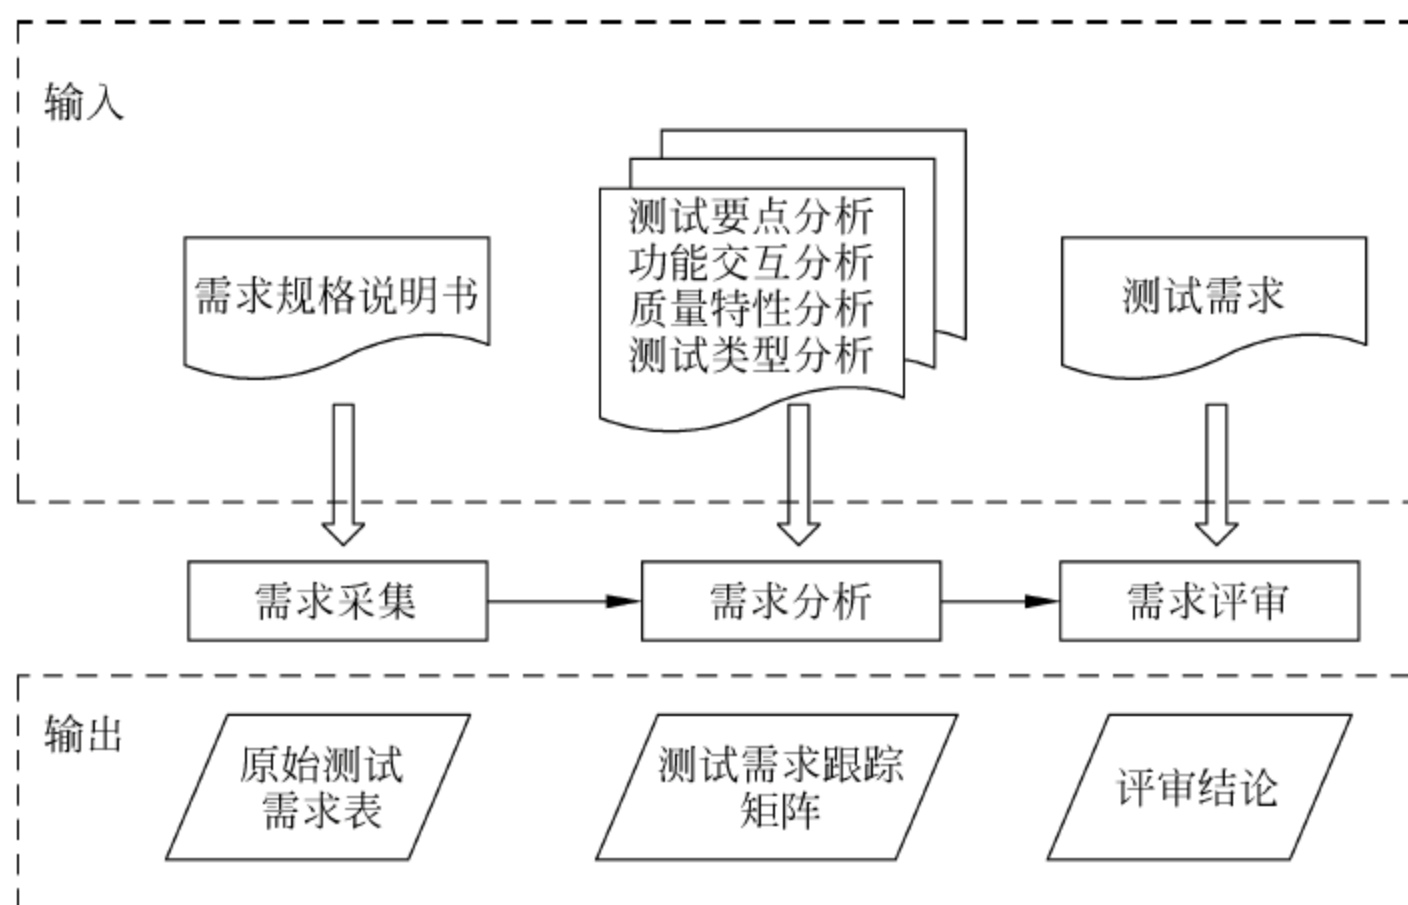 输入
需求规格说明书
测试要点分析
功能交互分析
质量特性分析
测试类型分析
测试需求
需求采集
需求分析
需求评审
输出
原始测试
需求表
测试需求跟踪
矩阵
评审结论